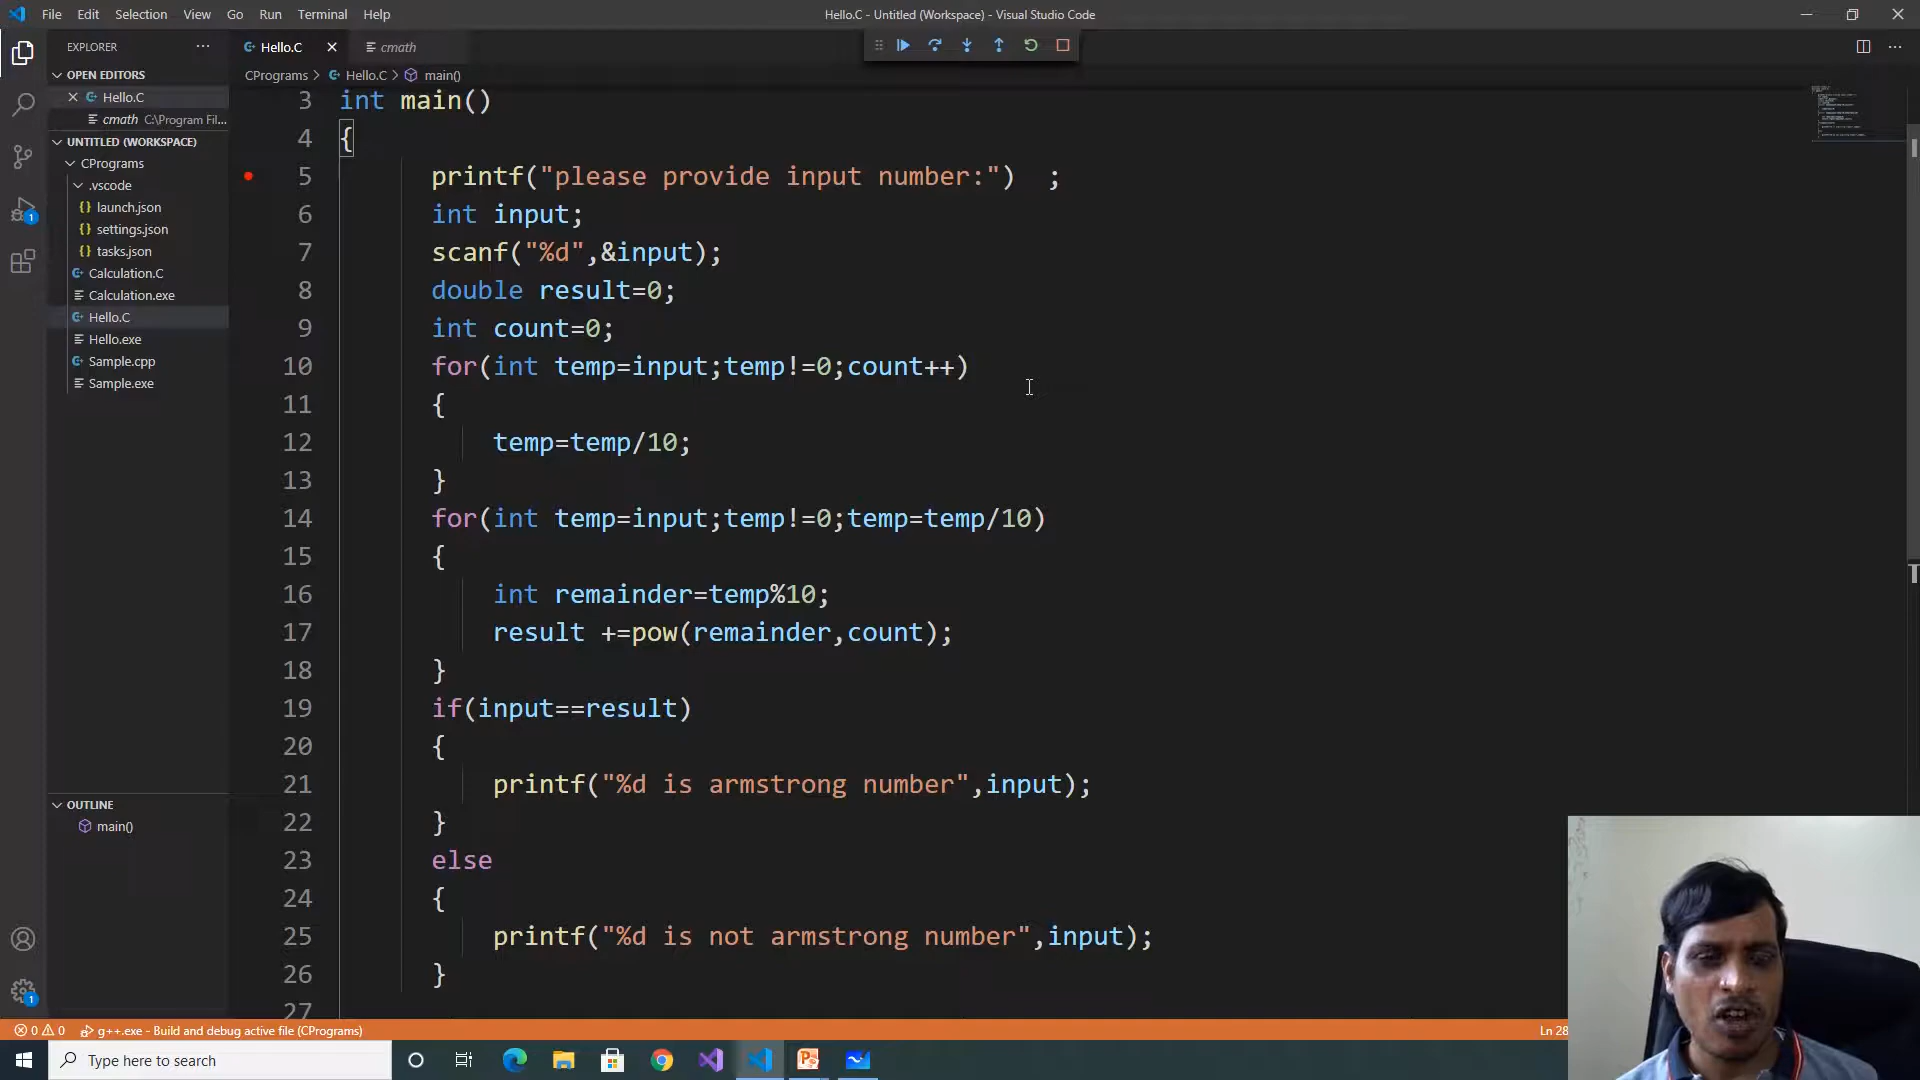 File Edit Selection View Go Run Terminal Help
Hello.C - Untitled (Workspace) - Visual Studio Code
EXPLORER
Hello.C
cmath
OPEN EDITORS
Hello.C
cmath C:\Program Fil...
UNTITLED (WORKSPACE)
CPrograms
.vscode
launch.json
settings.json
tasks.json
Calculation.C
Calculation.exe
Hello.C
Hello.exe
Sample.cpp
Sample.exe
OUTLINE
main()
CPrograms > Hello.C > main()
3 int main()
4 {
5 printf("please provide input number:")  ;
6 int input;
7 scanf("%d",&input);
8 double result=0;
9 int count=0;
10 for(int temp=input;temp!=0;count++)
11 {
12 temp=temp/10;
13 }
14 for(int temp=input;temp!=0;temp=temp/10)
15 {
16 int remainder=temp%10;
17 result +=pow(remainder,count);
18 }
19 if(input==result)
20 {
21 printf("%d is armstrong number",input);
22 }
23 else
24 {
25 printf("%d is not armstrong number",input);
26 }
27
0 0 g++.exe - Build and debug active file (CPrograms)
Ln 28
Type here to search